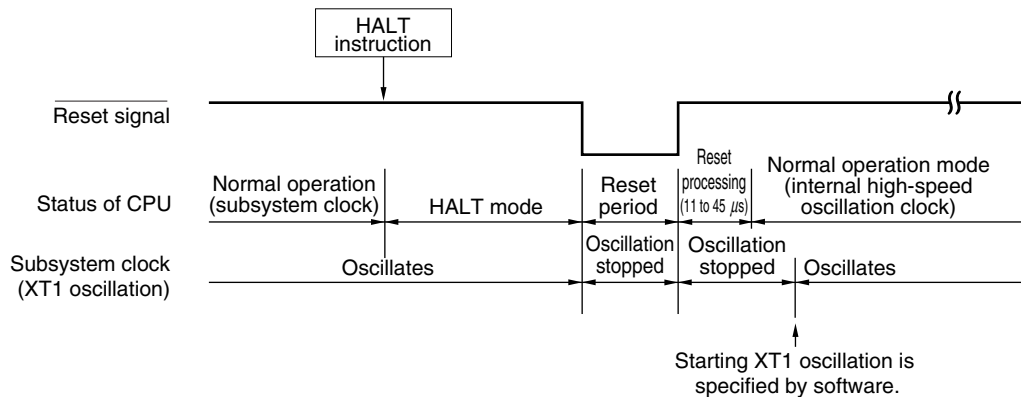 HALT
instruction
Reset signal
Status of CPU
Normal operation
(subsystem clock)
HALT mode
Reset
period
Reset
processing
(11 to 45 μs)
Normal operation mode
(internal high-speed
oscillation clock)
Subsystem clock
(XT1 oscillation)
Oscillates
Oscillation
stopped
Oscillation
stopped
Oscillates
Starting XT1 oscillation is
specified by software.